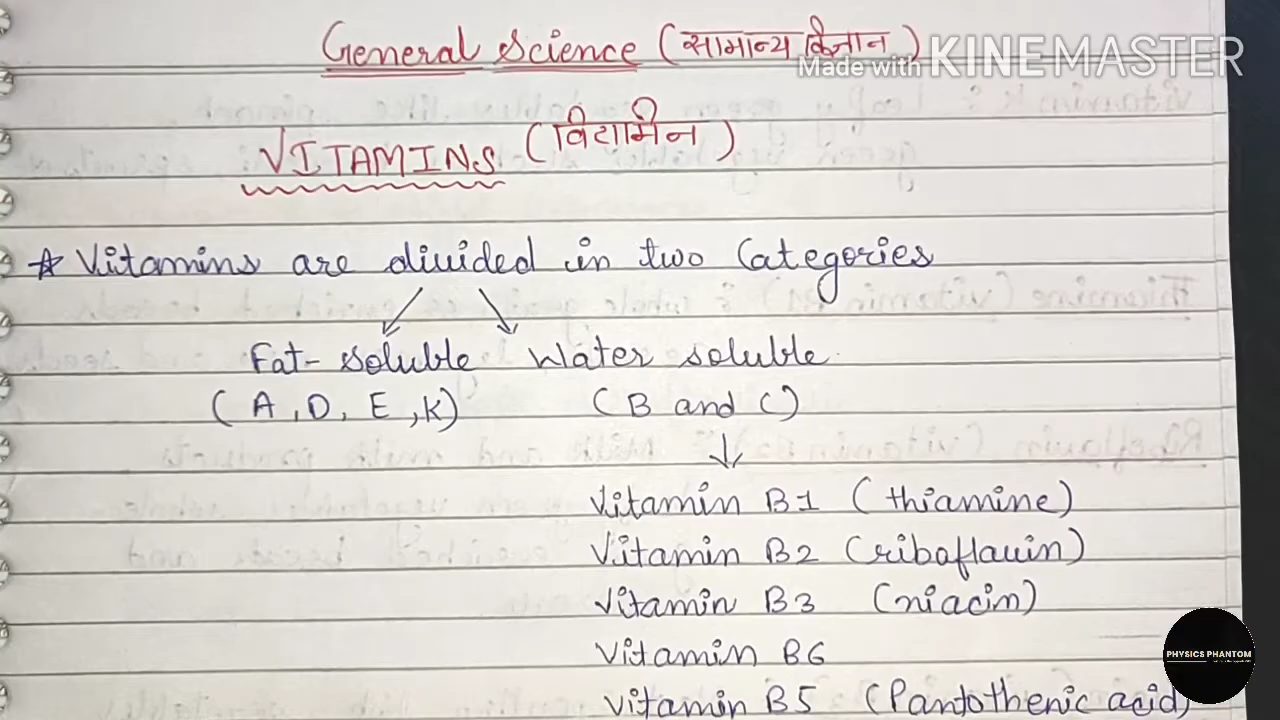 General Science (सामान्य विज्ञान)
Made with KINEMASTER
VITAMINS (विटामिन)
☆ Vitamins are divided in two Categories
Fat-soluble Water soluble
(A, D, E, K) (B and C)
Vitamin B1 (thiamine)
Vitamin B2 (riboflavin)
Vitamin B3 (niacin)
Vitamin B6
Vitamin B5 (Pantothenic acid)
PHYSICS PHANTOM